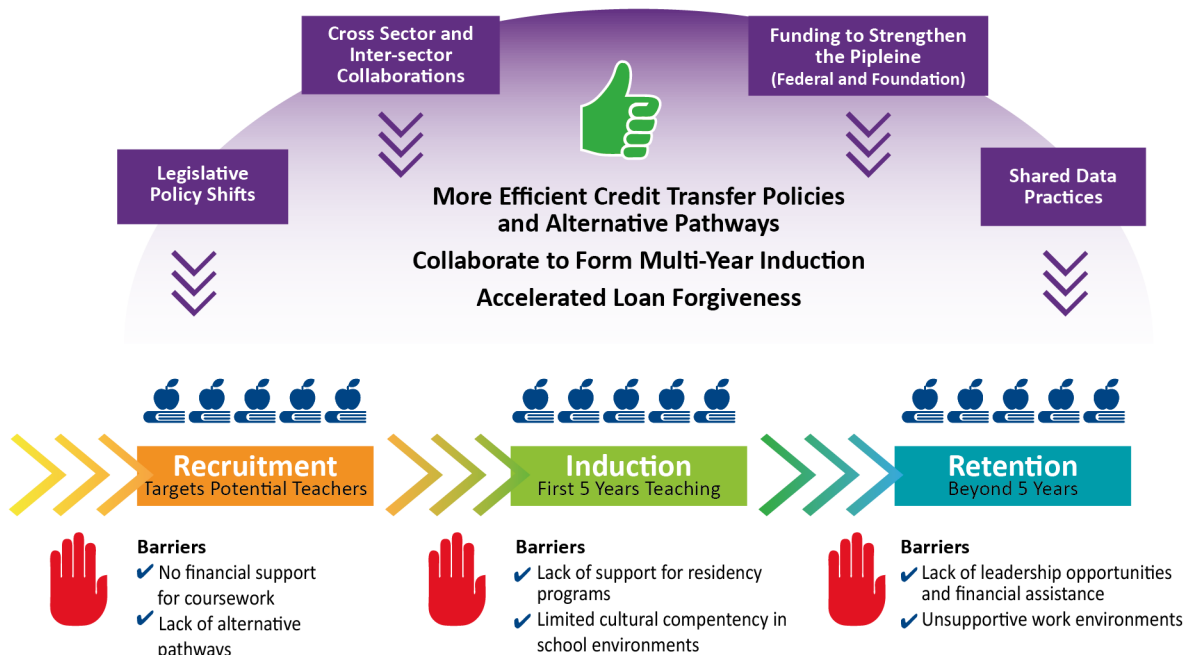 Cross Sector and
Inter-sector
Collaborations
Funding to Strengthen
the Pipleine
(Federal and Foundation)
Legislative
Policy Shifts
Shared Data
Practices
More Efficient Credit Transfer Policies
and Alternative Pathways
Collaborate to Form Multi-Year Induction
Accelerated Loan Forgiveness
Recruitment
Targets Potential Teachers
Induction
First 5 Years Teaching
Retention
Beyond 5 Years
Barriers
✔ No financial support
for coursework
✔ Lack of alternative
pathways
Barriers
✔ Lack of support for residency
programs
✔ Limited cultural compentency in
school environments
Barriers
✔ Lack of leadership opportunities
and financial assistance
✔ Unsupportive work environments